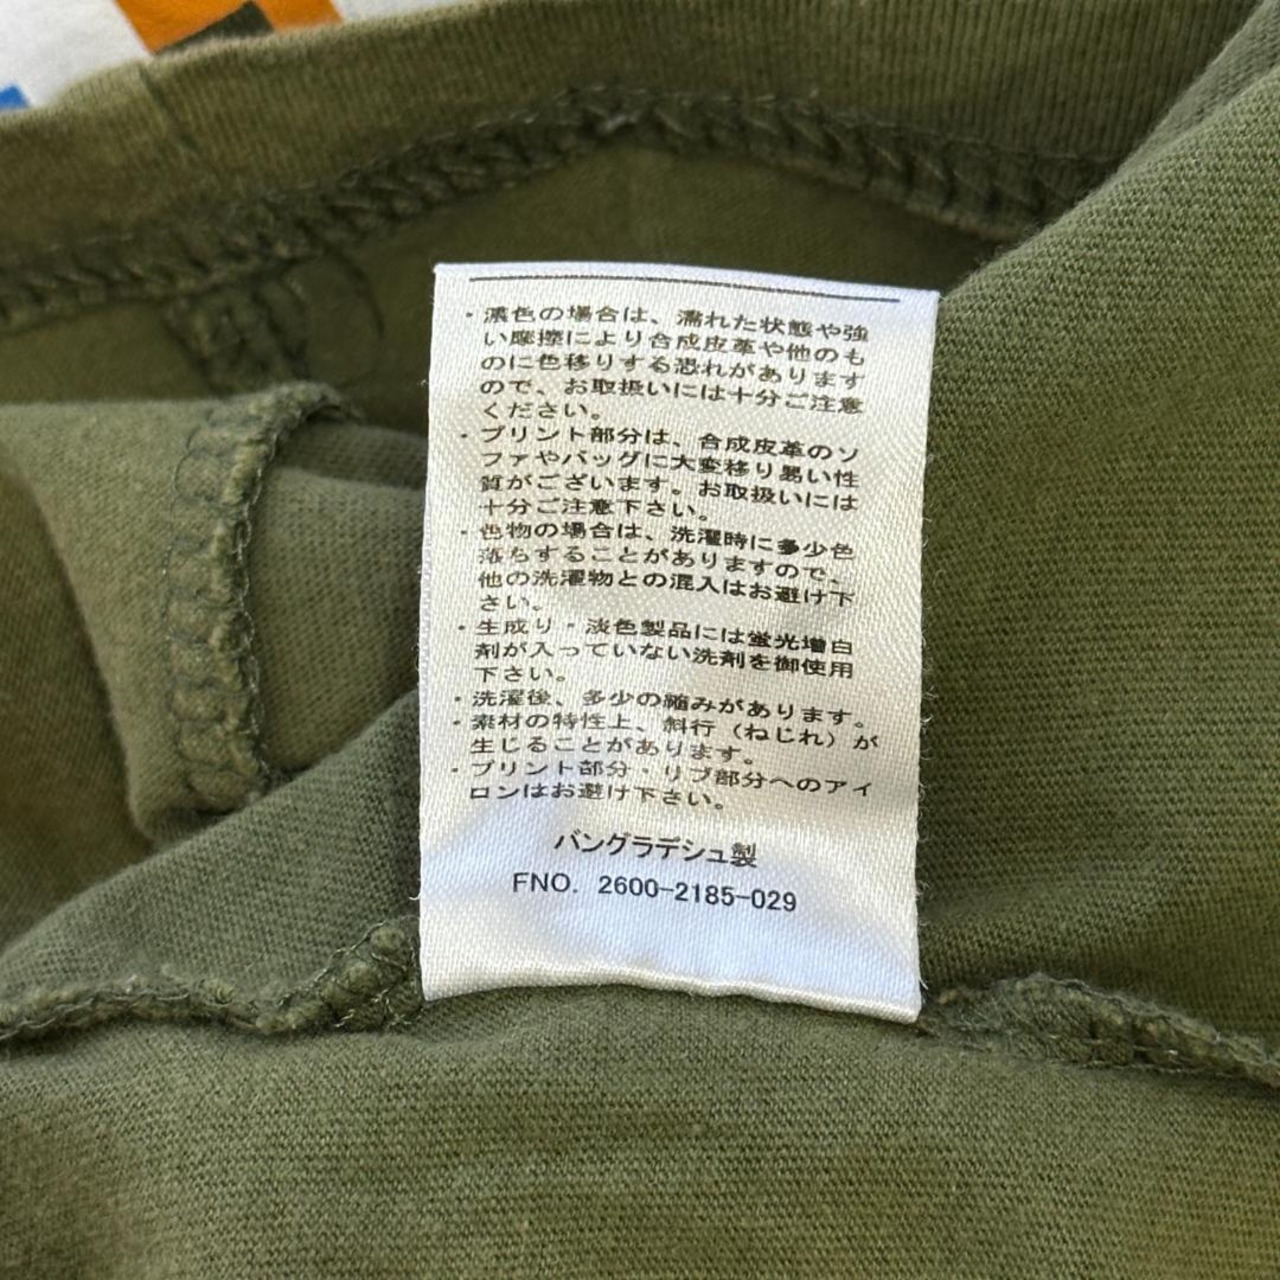 ・濃色の場合は、濡れた状態や強
い摩擦により合成皮革や他のも
のに色移りする恐れがあります
ので、お取扱いには十分ご注意
ください。
・プリント部分は、合成皮革のソ
ファやバッグに大変移り易い性
質がございます。お取扱いには
十分ご注意下さい。
・色物の場合は、洗濯時に多少色
落ちすることがありますので、
他の洗濯物との混入はお避け下
さい。
・生成り・淡色製品には蛍光増白
剤が入っていない洗剤を御使用
下さい。
・洗濯後、多少の縮みがあります。
・素材の特性上、斜行（ねじれ）が
生じることがあります。
・プリント部分・リブ部分へのアイ
ロンはお避け下さい。
バングラデシュ製
FNO. 2600-2185-029